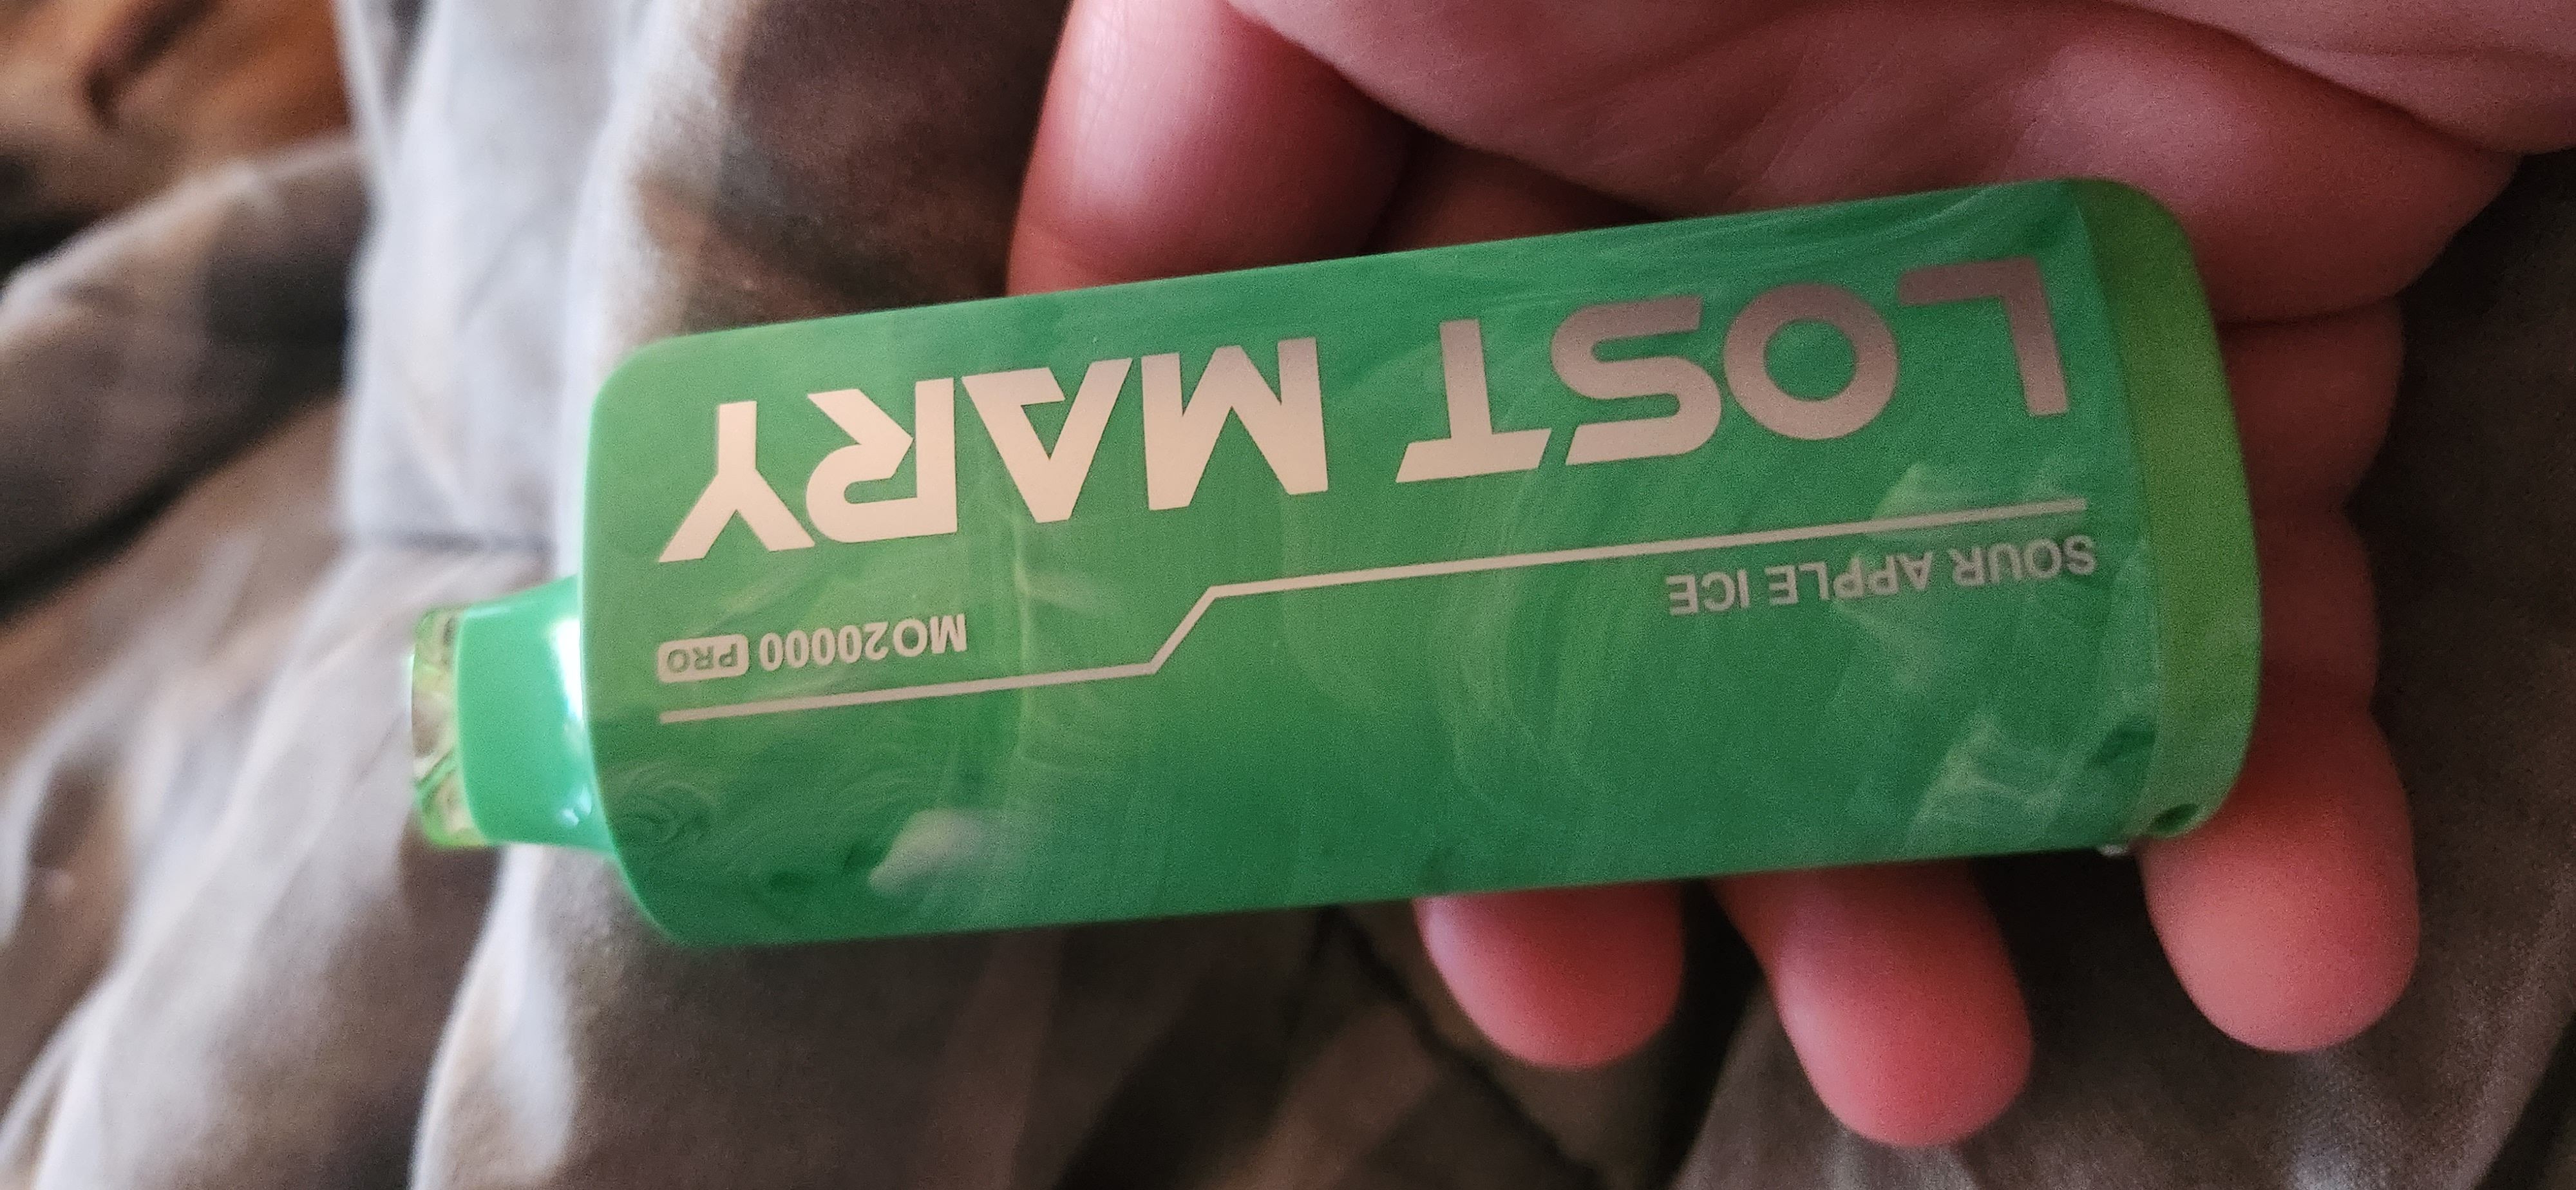 LOST MARY
SOUR APPLE ICE
MO20000 PRO